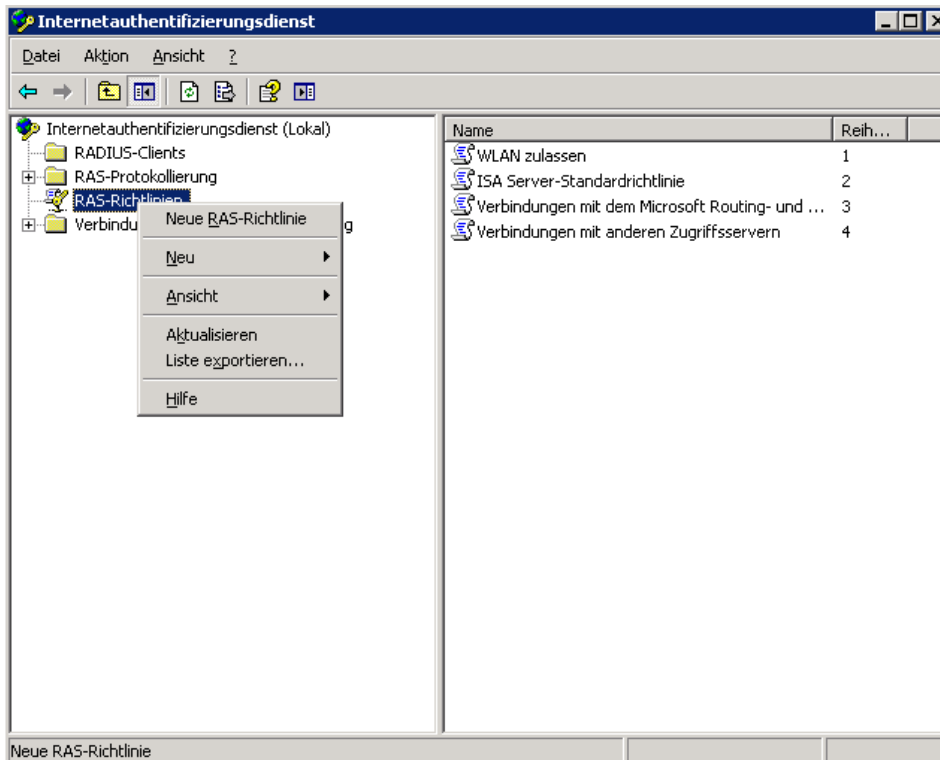 Internetauthentifizierungsdienst
Datei Aktion Ansicht ?
Internetauthentifizierungsdienst (Lokal)
RADIUS-Clients
RAS-Protokollierung
RAS-Richtlinien
Verbindu g
Neue RAS-Richtlinie
Neu
Ansicht
Aktualisieren
Liste exportieren...
Hilfe
Name Reih...
WLAN zulassen 1
ISA Server-Standardrichtlinie 2
Verbindungen mit dem Microsoft Routing- und ... 3
Verbindungen mit anderen Zugriffsservern 4
Neue RAS-Richtlinie